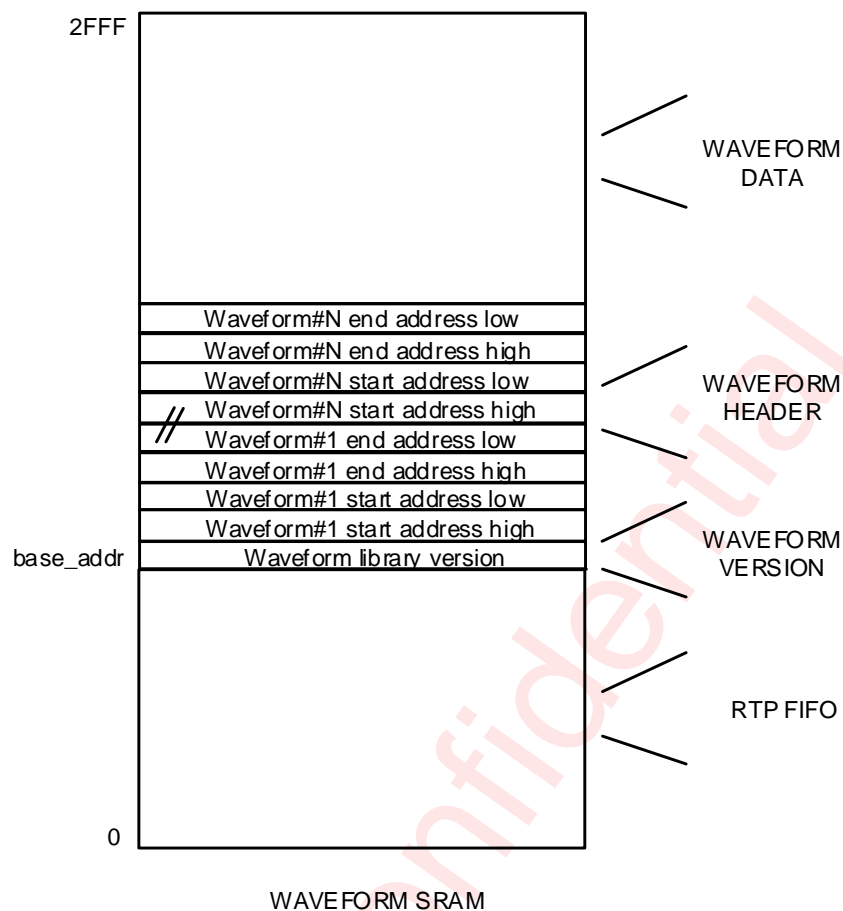 2FFF
WAVEFORM
DATA
Waveform#N end address low
Waveform#N end address high
Waveform#N start address low
Waveform#N start address high
WAVEFORM
HEADER
Waveform#1 end address low
Waveform#1 end address high
Waveform#1 start address low
Waveform#1 start address high
base_addr
Waveform library version
WAVEFORM
VERSION
RTP FIFO
0
WAVEFORM SRAM
nfidential